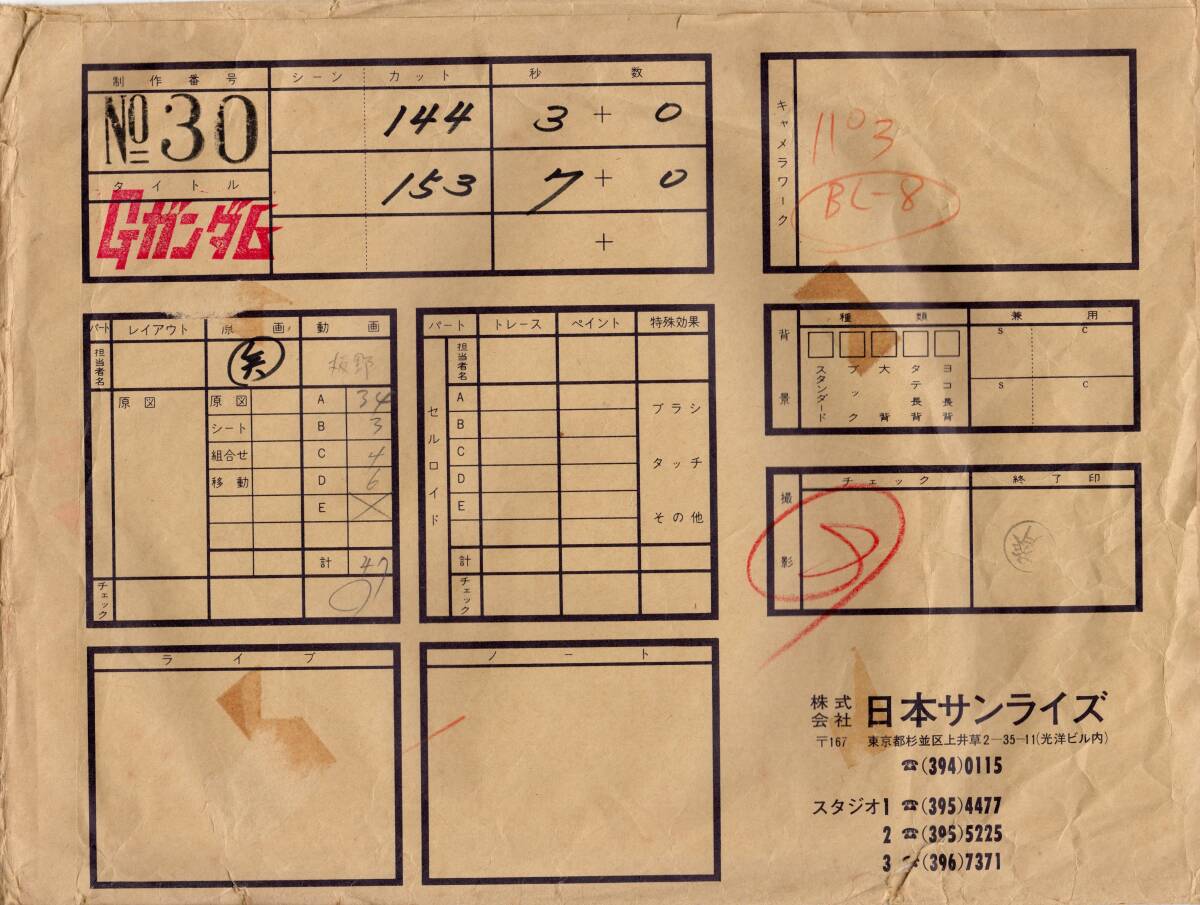 制作番号
№30
タイトル
Gガンダム
シーン カット 秒数
144 3 + 0
153 7 + 0
+
キャメラワーク
BL-8
パート レイアウト 原画 動画
担当者名 矢 板野
原図 原図 A 34
シート B 3
組合せ C 4
移動 D 6
E ×
計 47
チェック
パート トレース ペイント 特殊効果
セルロイド
担当者名
A
B
C
D
E
計
チェック
ブラシ
タッチ
その他
背景
種類 兼用
スタンダード ブック 大背 タテ長背 ヨコ長背
S C
S C
撮影
チェック 終了印
ライブ
ノート
株式会社 日本サンライズ
〒167 東京都杉並区上井草2-35-11(光洋ビル内)
☎(394)0115
スタジオ1 ☎(395)4477
2 ☎(395)5225
3 ☎(396)7371